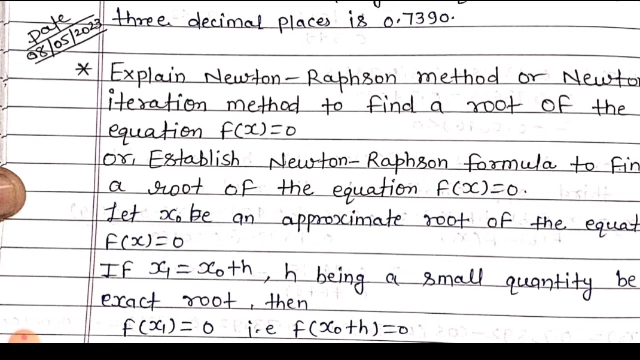 three decimal places is 0.7390.
Date
08/05/2023
* Explain Newton-Raphson method or Newto
iteration method to find a root of the
equation f(x)=0
or, Establish Newton-Raphson formula to fin
a root of the equation f(x)=0.
Let x₀ be an approximate root of the equat
f(x)=0
If x₁ = x₀+h, h being a small quantity be
exact root, then
f(x₁) = 0 i.e f(x₀+h)=0